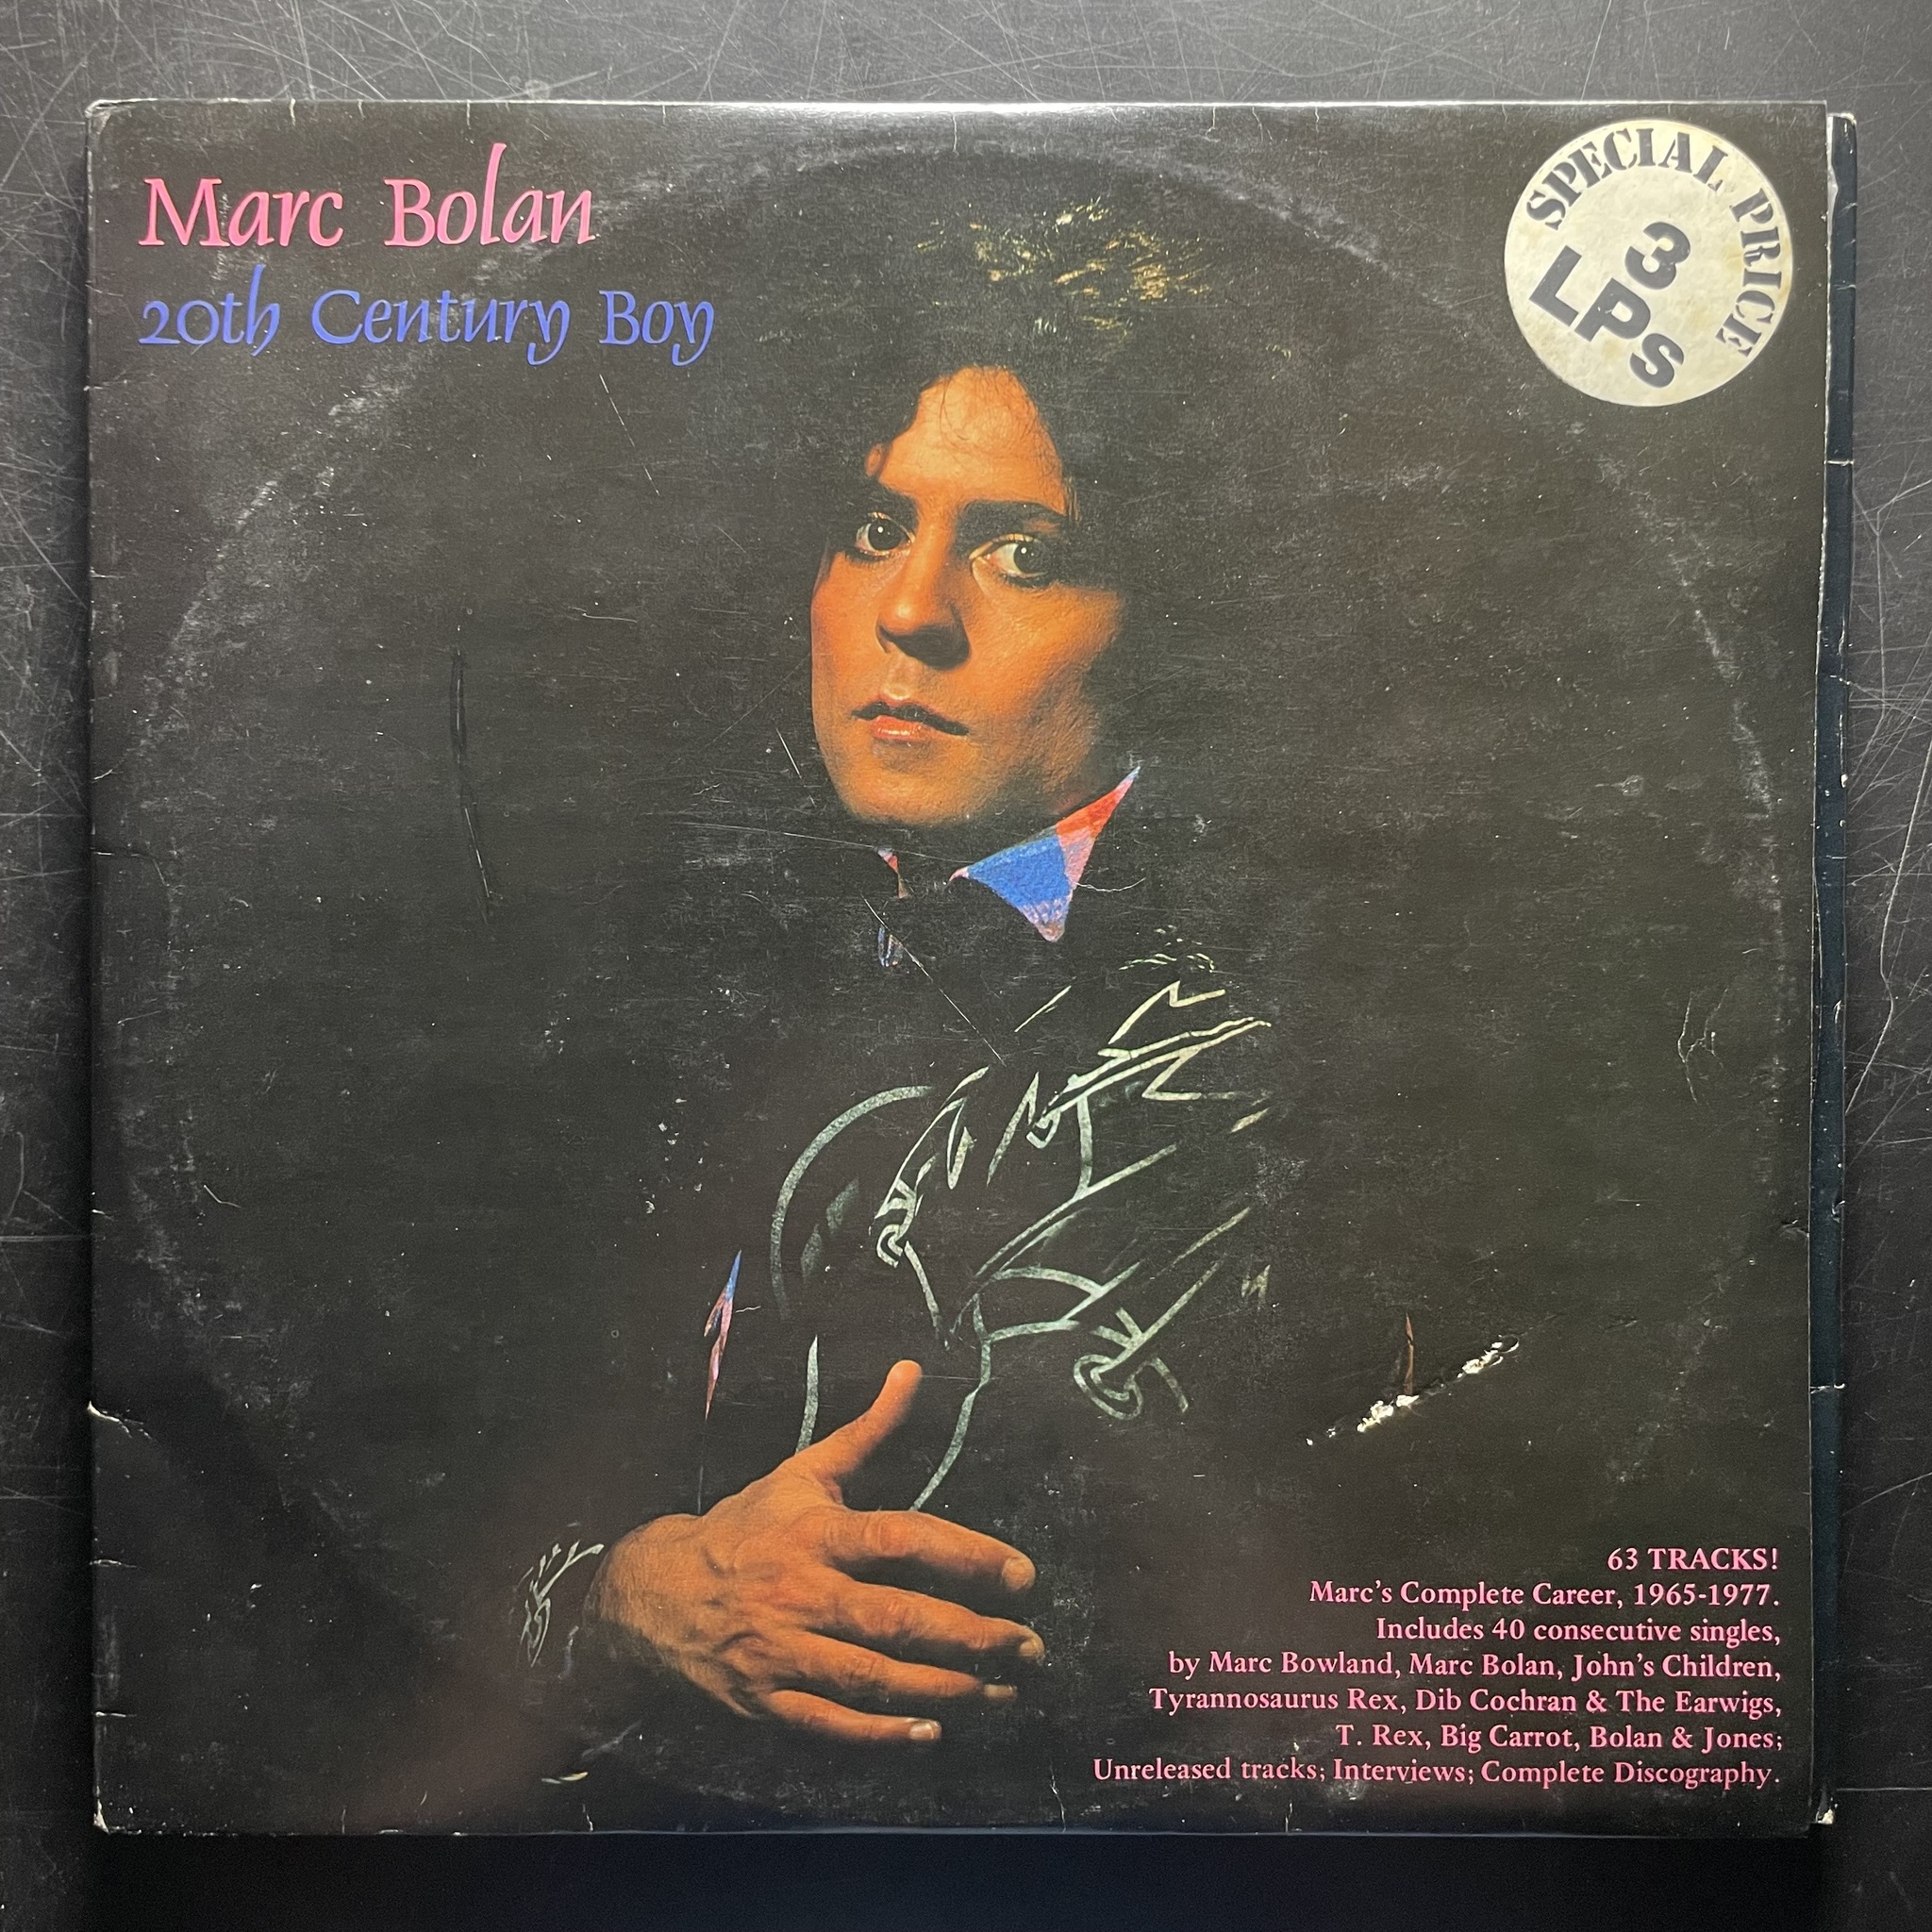 Marc Bolan
20th Century Boy
SPECIAL PRICE
3
LPs
63 TRACKS!
Marc's Complete Career, 1965-1977.
Includes 40 consecutive singles,
by Marc Bowland, Marc Bolan, John's Children,
Tyrannosaurus Rex, Dib Cochran & The Earwigs,
T. Rex, Big Carrot, Bolan & Jones;
Unreleased tracks; Interviews; Complete Discography.